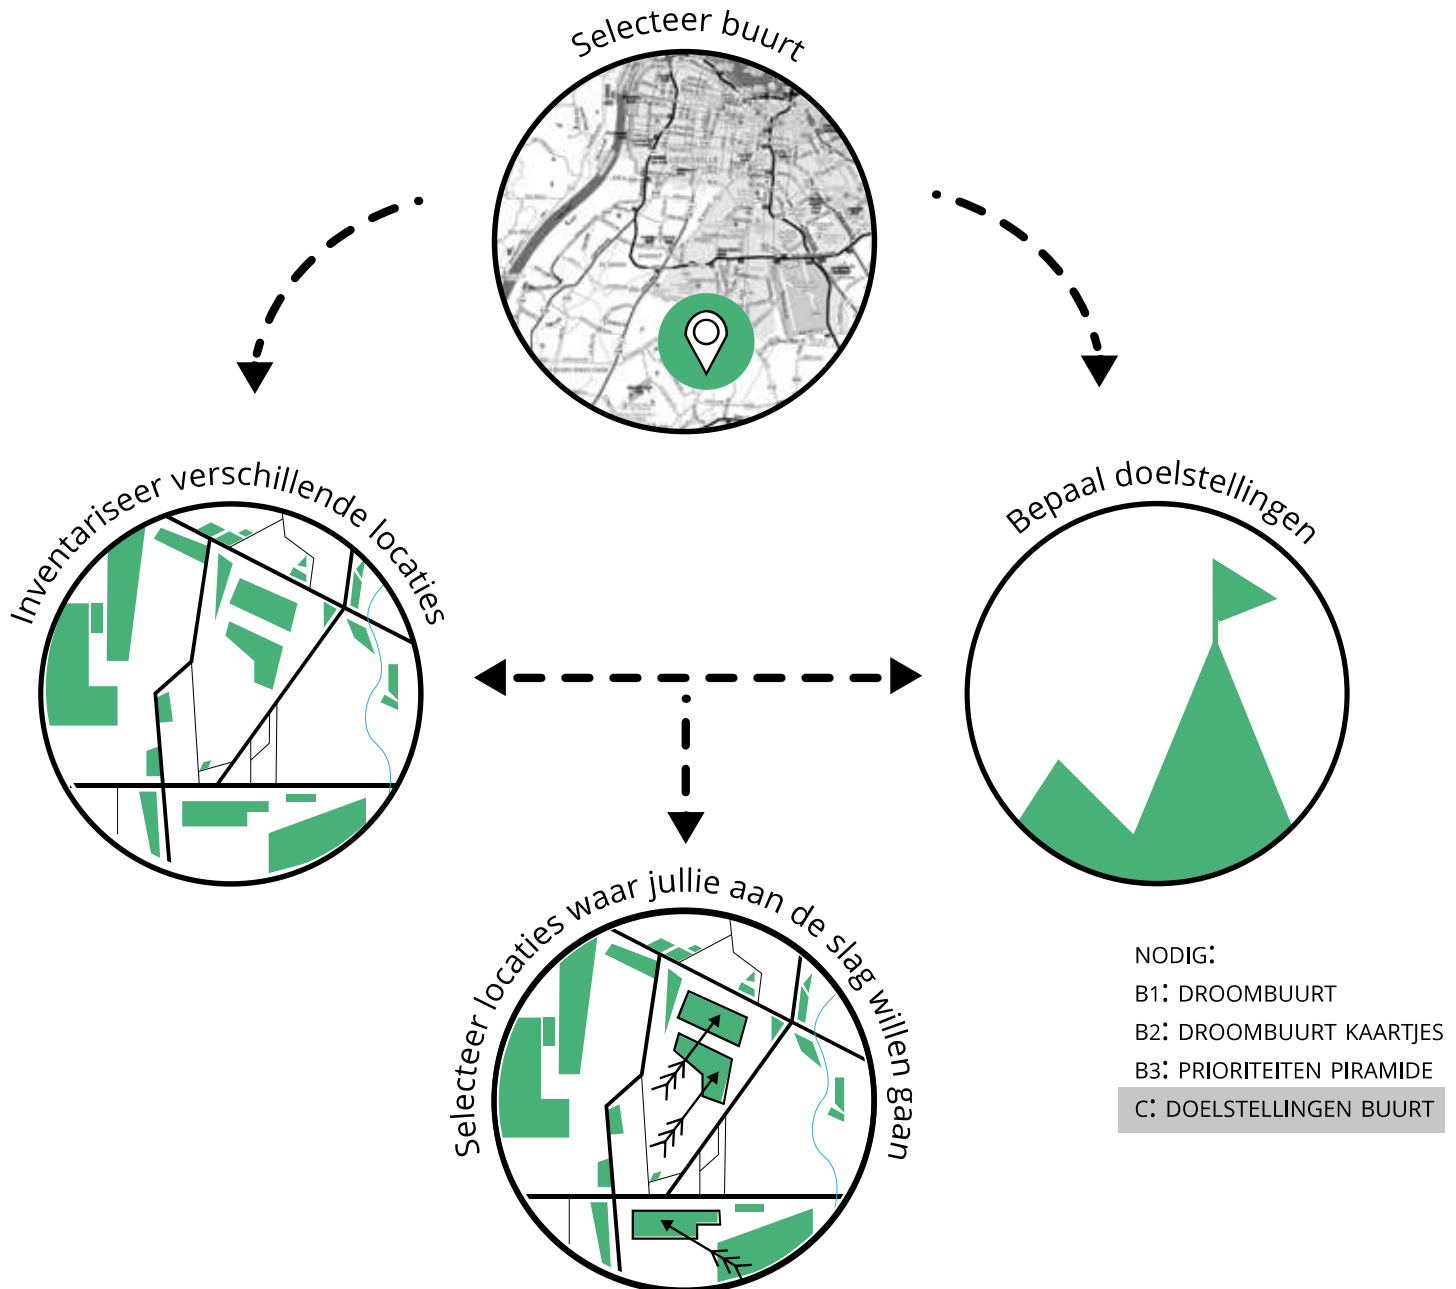 Selecteer buurt
Inventariseer verschillende locaties
Bepaal doelstellingen
Selecteer locaties waar jullie aan de slag willen gaan
NODIG:
B1: DROOMBUURT
B2: DROOMBUURT KAARTJES
B3: PRIORITEITEN PIRAMIDE
C: DOELSTELLINGEN BUURT